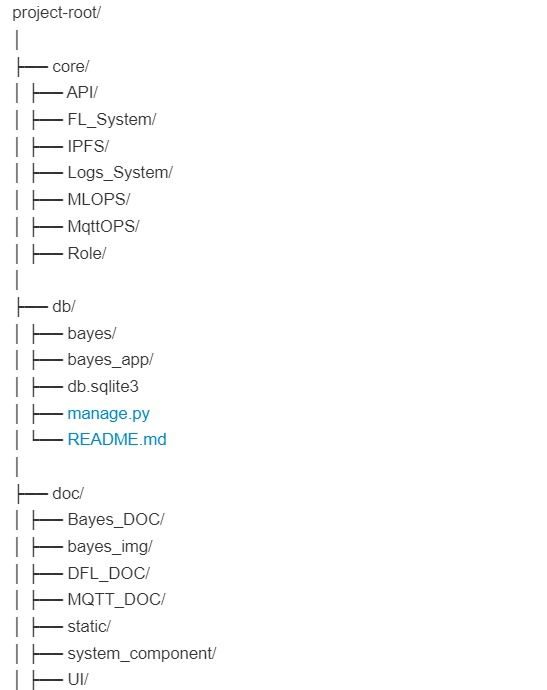 project-root/
│
├── core/
│ ├── API/
│ ├── FL_System/
│ ├── IPFS/
│ ├── Logs_System/
│ ├── MLOPS/
│ ├── MqttOPS/
│ ├── Role/
│
├── db/
│ ├── bayes/
│ ├── bayes_app/
│ ├── db.sqlite3
│ ├── manage.py
│ └── README.md
│
├── doc/
│ ├── Bayes_DOC/
│ ├── bayes_img/
│ ├── DFL_DOC/
│ ├── MQTT_DOC/
│ ├── static/
│ ├── system_component/
│ ├── UI/